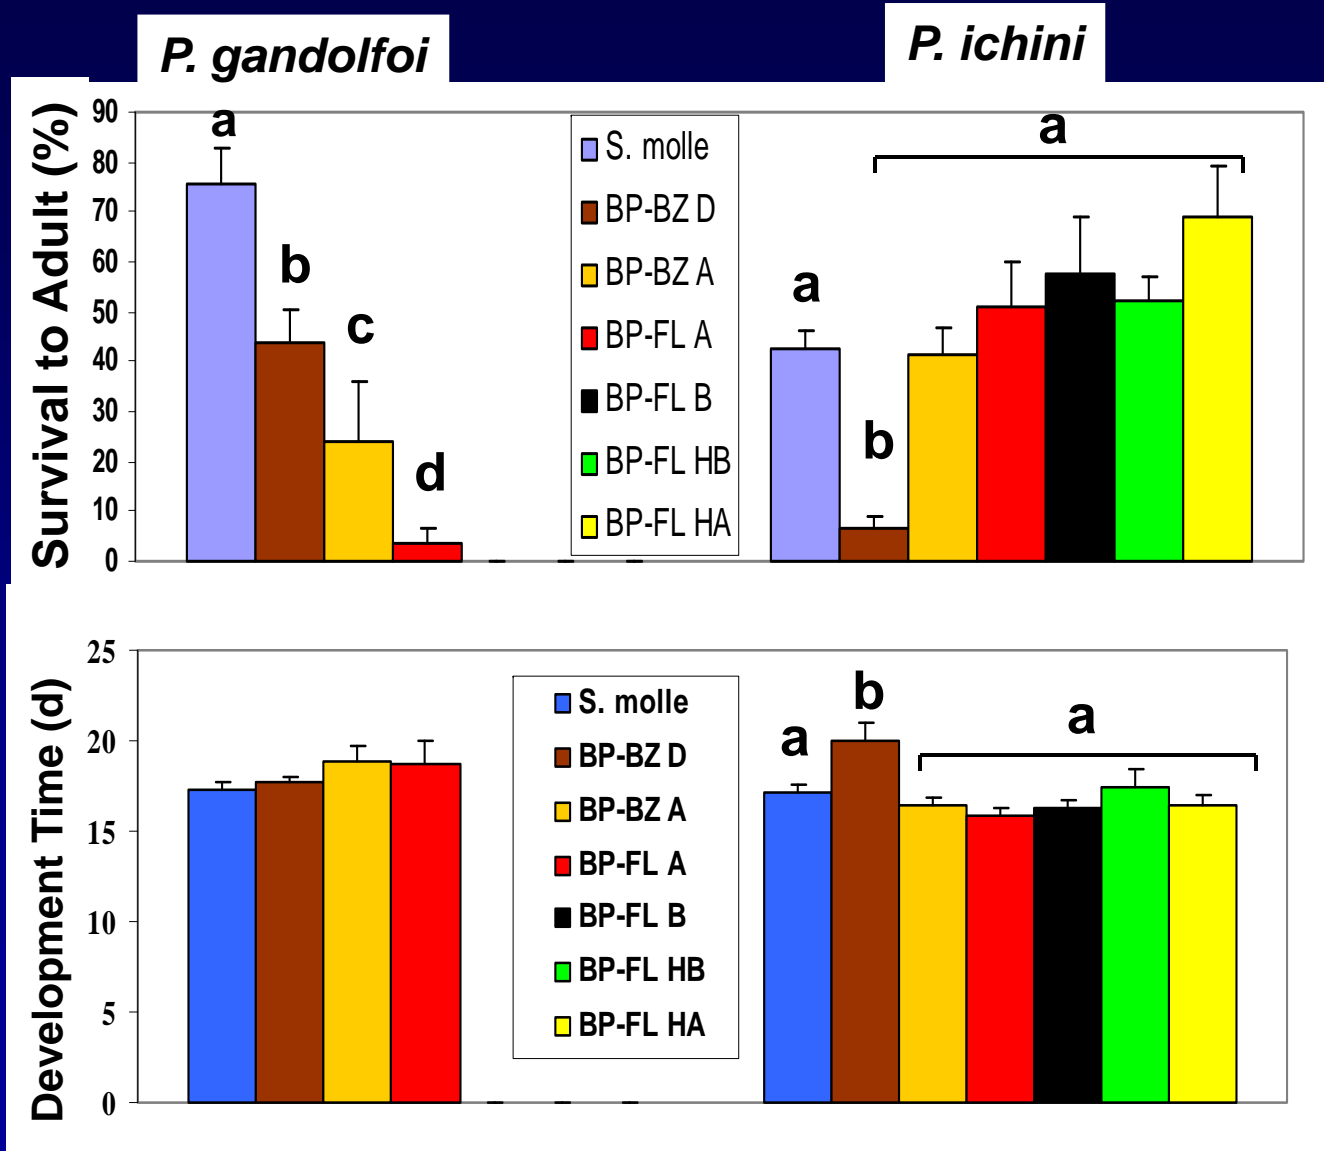 P. gandolfoi
P. ichini
Survival to Adult (%)
90
80
70
60
50
40
30
20
10
0
a
b
c
d
S. molle
BP-BZ D
BP-BZ A
BP-FL A
BP-FL B
BP-FL HB
BP-FL HA
a
b
a
Development Time (d)
25
20
15
10
5
0
S. molle
BP-BZ D
BP-BZ A
BP-FL A
BP-FL B
BP-FL HB
BP-FL HA
a
b
a